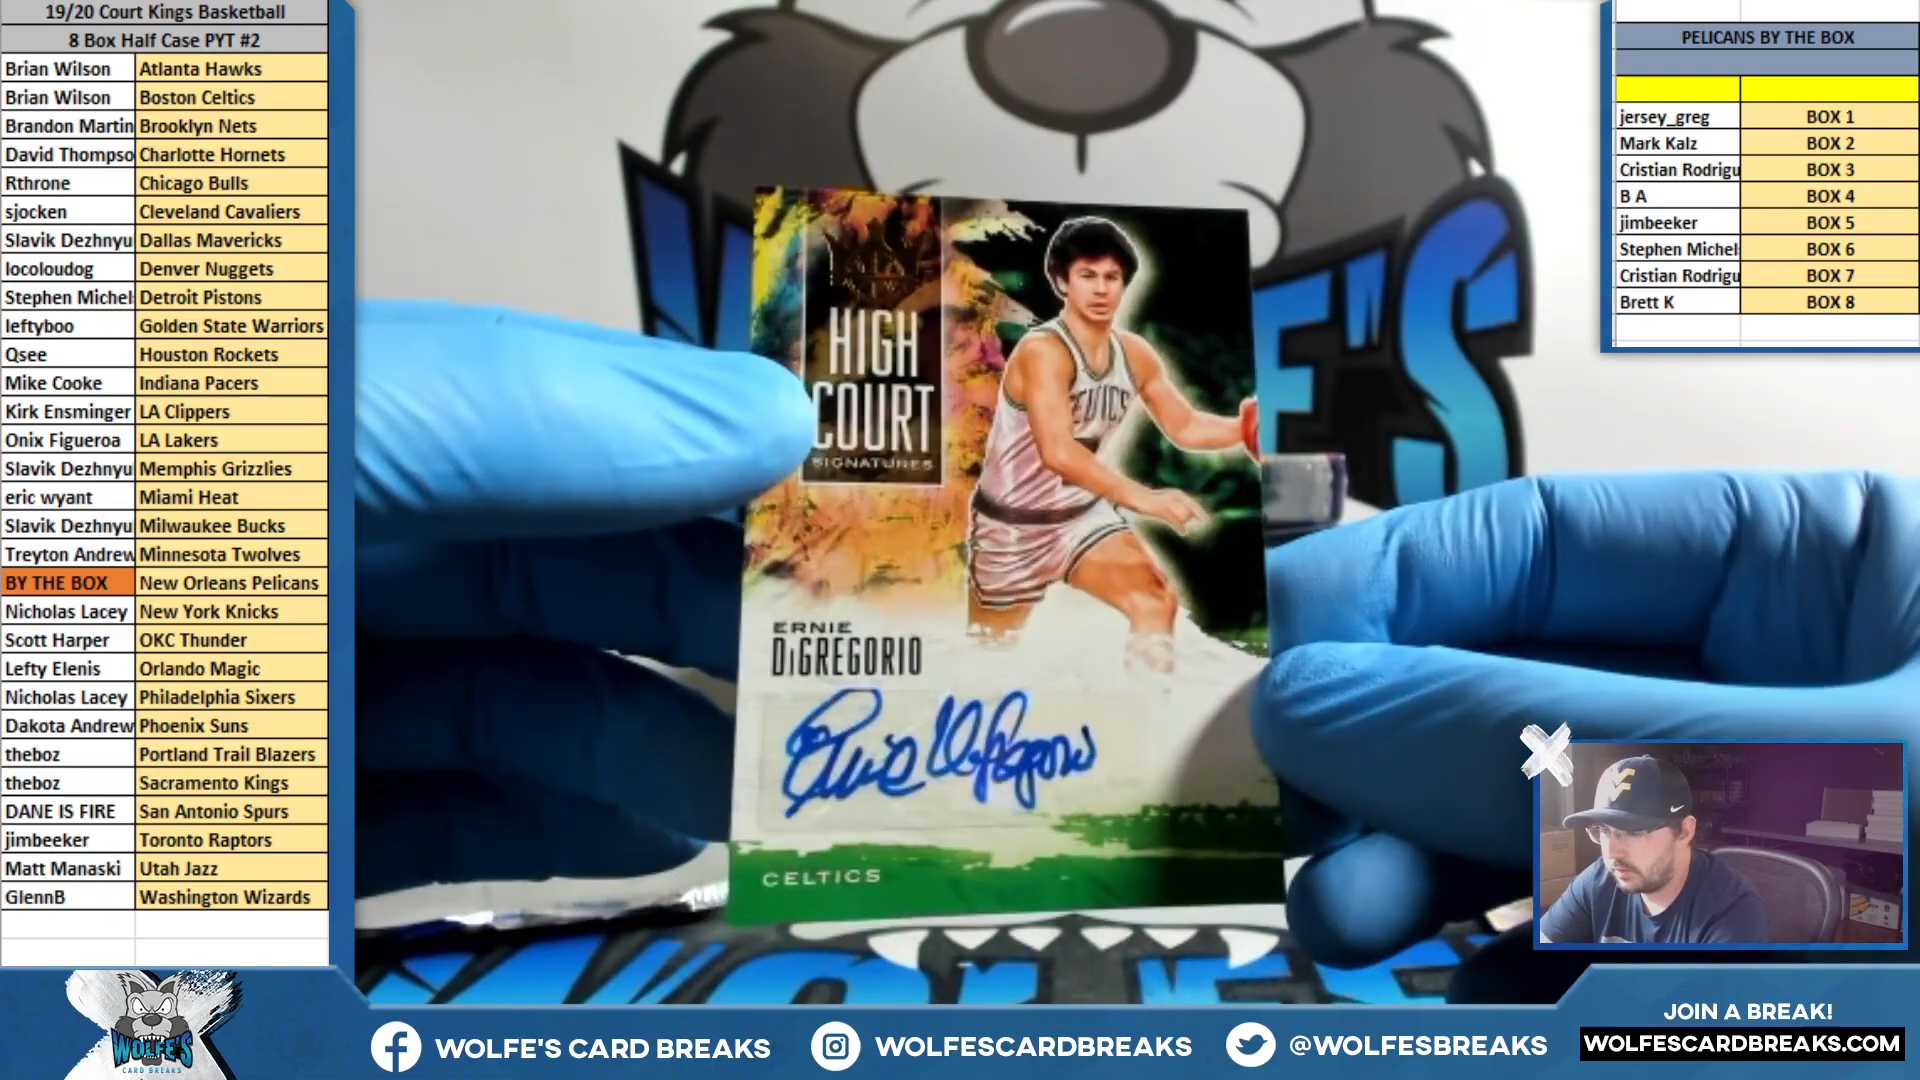 19/20 Court Kings Basketball
8 Box Half Case PYT #2
Brian Wilson Atlanta Hawks
Brian Wilson Boston Celtics
Brandon Martin Brooklyn Nets
David Thompso Charlotte Hornets
Rthrone Chicago Bulls
sjocken Cleveland Cavaliers
Slavik Dezhnyu Dallas Mavericks
locoloudog Denver Nuggets
Stephen Michel Detroit Pistons
leftyboo Golden State Warriors
Qsee Houston Rockets
Mike Cooke Indiana Pacers
Kirk Ensminger LA Clippers
Onix Figueroa LA Lakers
Slavik Dezhnyu Memphis Grizzlies
eric wyant Miami Heat
Slavik Dezhnyu Milwaukee Bucks
Treyton Andrew Minnesota Twolves
BY THE BOX New Orleans Pelicans
Nicholas Lacey New York Knicks
Scott Harper OKC Thunder
Lefty Elenis Orlando Magic
Nicholas Lacey Philadelphia Sixers
Dakota Andrew Phoenix Suns
theboz Portland Trail Blazers
theboz Sacramento Kings
DANE IS FIRE San Antonio Spurs
jimbeeker Toronto Raptors
Matt Manaski Utah Jazz
GlennB Washington Wizards
HIGH
COURT
SIGNATURES
ERNIE
DiGREGORIO
CELTICS
PELICANS BY THE BOX
jersey_greg BOX 1
Mark Kalz BOX 2
Cristian Rodrigu BOX 3
B A BOX 4
jimbeeker BOX 5
Stephen Michel BOX 6
Cristian Rodrigu BOX 7
Brett K BOX 8
WOLFE'S
CARD BREAKS
WOLFE'S CARD BREAKS
WOLFESCARDBREAKS
@WOLFESBREAKS
JOIN A BREAK!
WOLFESCARDBREAKS.COM